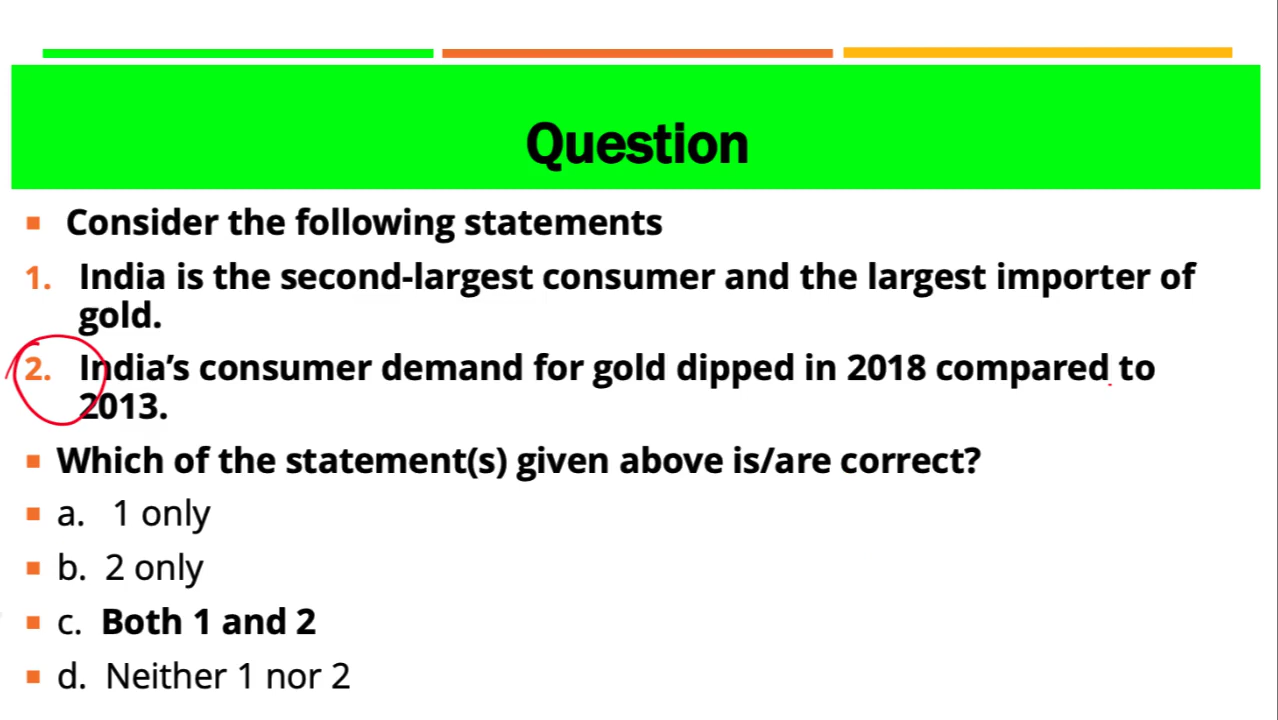 Question
Consider the following statements
1. India is the second-largest consumer and the largest importer of
gold.
2. India’s consumer demand for gold dipped in 2018 compared to
2013.
Which of the statement(s) given above is/are correct?
a. 1 only
b. 2 only
c. Both 1 and 2
d. Neither 1 nor 2